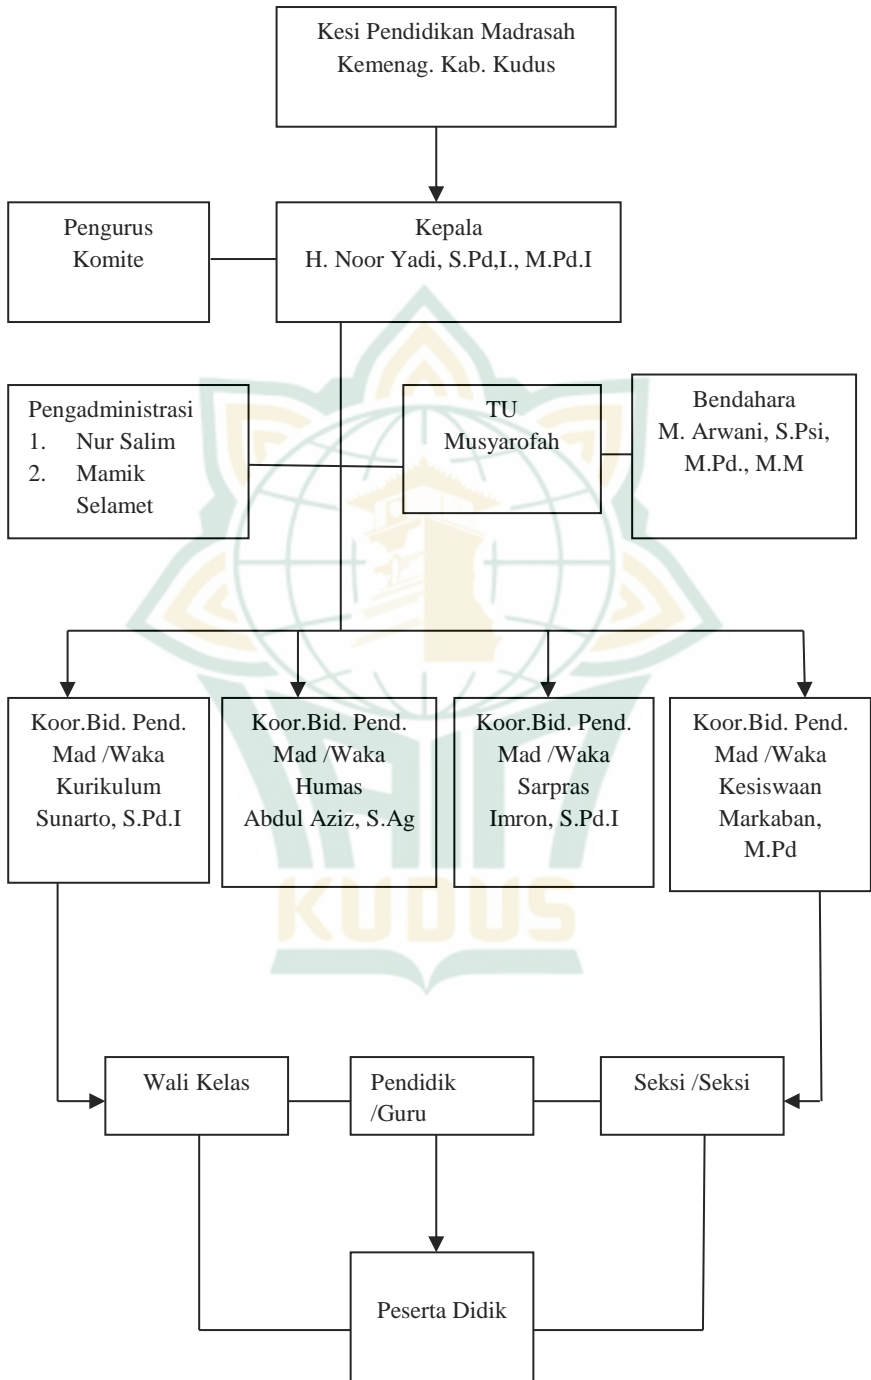 Kesi Pendidikan Madrasah
Kemenag. Kab. Kudus
Pengurus
Komite
Kepala
H. Noor Yadi, S.Pd,I., M.Pd.I
Pengadministrasi
1. Nur Salim
2. Mamik
Selamet
TU
Musyarofah
Bendahara
M. Arwani, S.Psi,
M.Pd., M.M
Koor.Bid. Pend.
Mad /Waka
Kurikulum
Sunarto, S.Pd.I
Koor.Bid. Pend.
Mad /Waka
Humas
Abdul Aziz, S.Ag
Koor.Bid. Pend.
Mad /Waka
Sarpras
Imron, S.Pd.I
Koor.Bid. Pend.
Mad /Waka
Kesiswaan
Markaban,
M.Pd
IAIN
KUDUS
Wali Kelas
Pendidik
/Guru
Seksi /Seksi
Peserta Didik